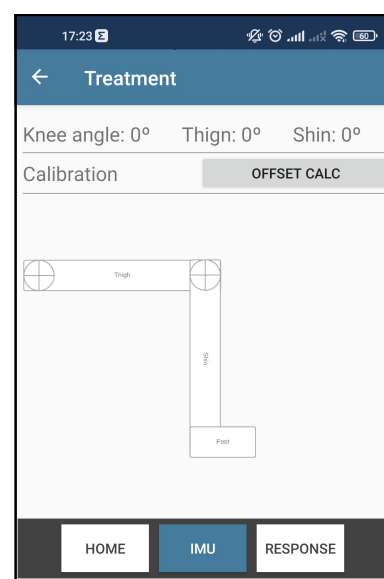 17:23 Σ 60
← Treatment
Knee angle: 0º Thign: 0º Shin: 0º
Calibration OFFSET CALC
Thigh
Shin
Foot
HOME IMU RESPONSE